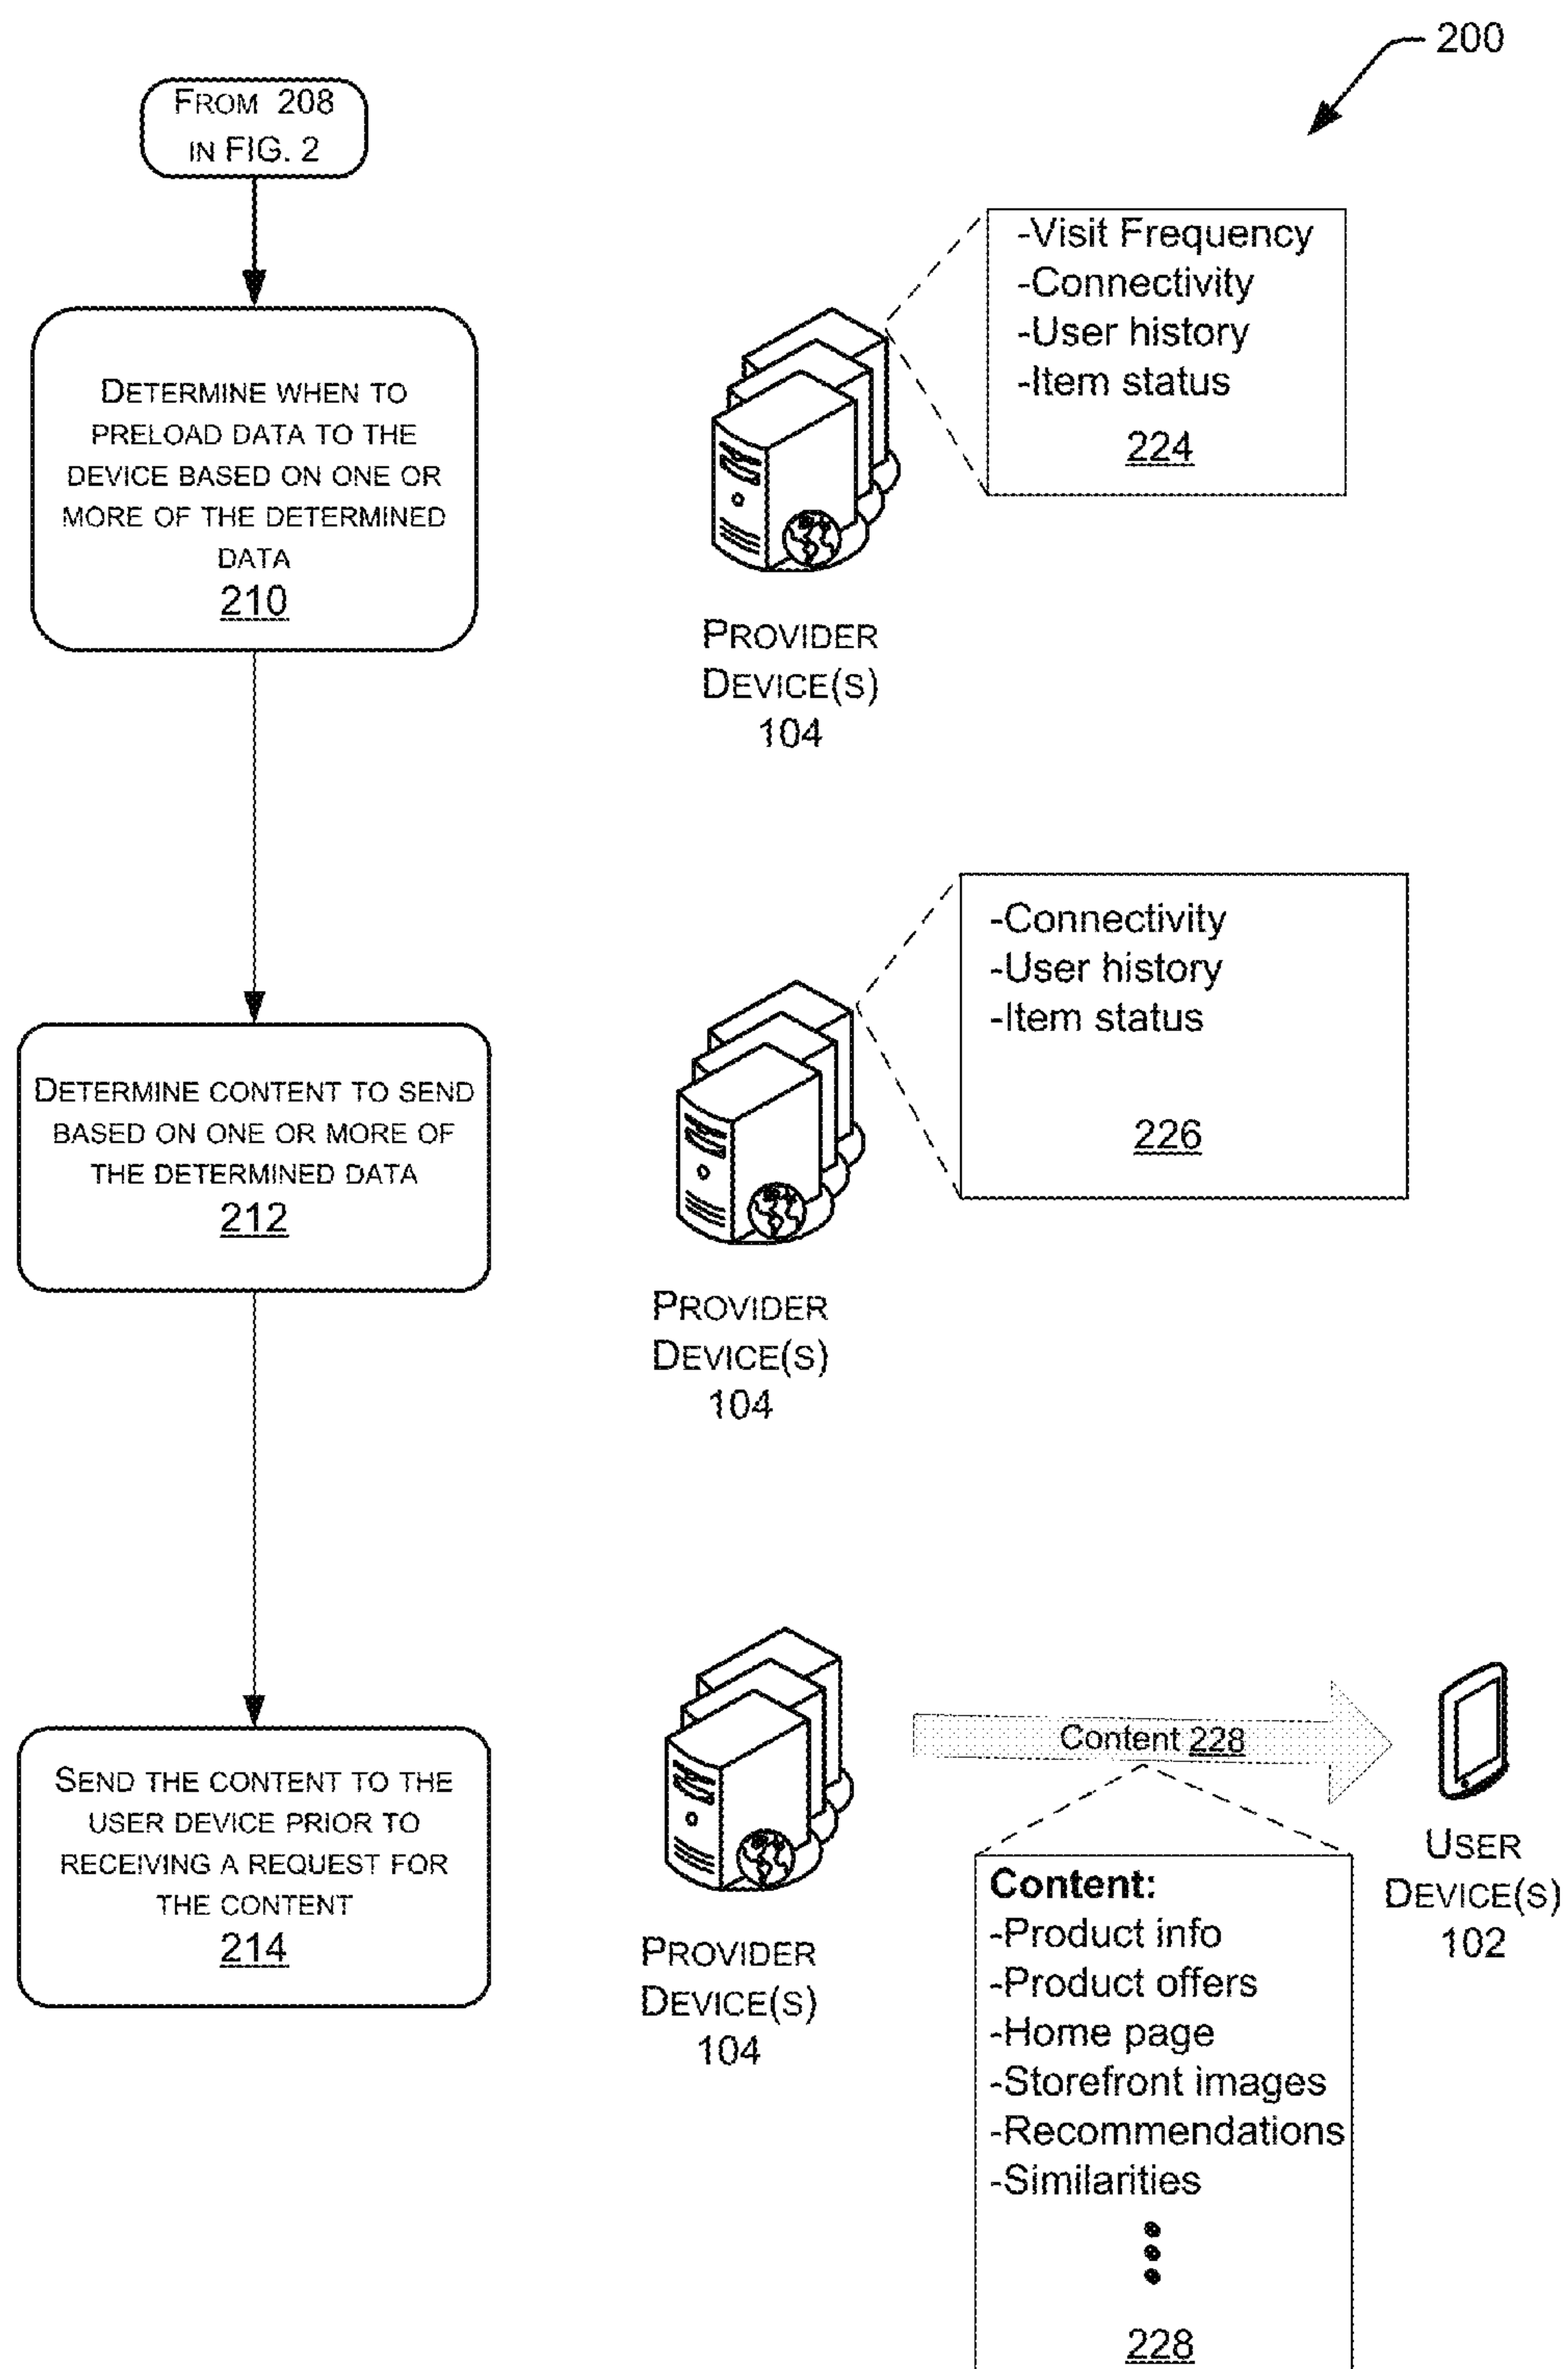 200
FROM 208
IN FIG. 2
-Visit Frequency
-Connectivity
-User history
-Item status
224
DETERMINE WHEN TO
PRELOAD DATA TO THE
DEVICE BASED ON ONE OR
MORE OF THE DETERMINED
DATA
210
PROVIDER
DEVICE(S)
104
-Connectivity
-User history
-Item status
226
DETERMINE CONTENT TO SEND
BASED ON ONE OR MORE OF
THE DETERMINED DATA
212
PROVIDER
DEVICE(S)
104
SEND THE CONTENT TO THE
USER DEVICE PRIOR TO
RECEIVING A REQUEST FOR
THE CONTENT
214
PROVIDER
DEVICE(S)
104
Content 228
USER
DEVICE(S)
102
Content:
-Product info
-Product offers
-Home page
-Storefront images
-Recommendations
-Similarities
228